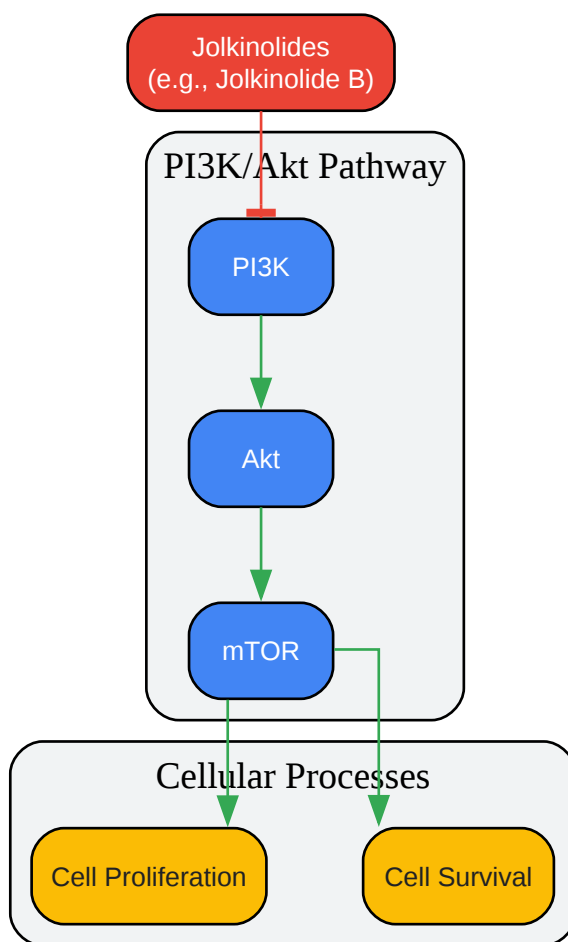 Jolkinolides
(e.g., Jolkinolide B)
PI3K/Akt Pathway
PI3K
Akt
mTOR
Cellular Processes
Cell Proliferation
Cell Survival